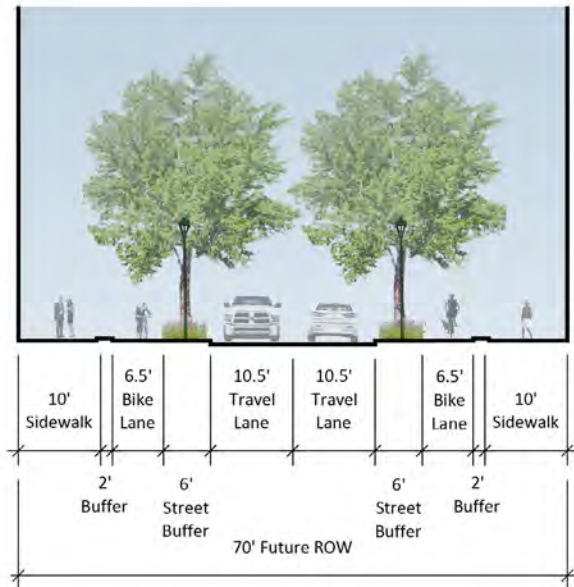 10'
Sidewalk
6.5'
Bike
Lane
10.5'
Travel
Lane
10.5'
Travel
Lane
6.5'
Bike
Lane
10'
Sidewalk
2'
Buffer
6'
Street
Buffer
6'
Street
Buffer
2'
Buffer
70' Future ROW